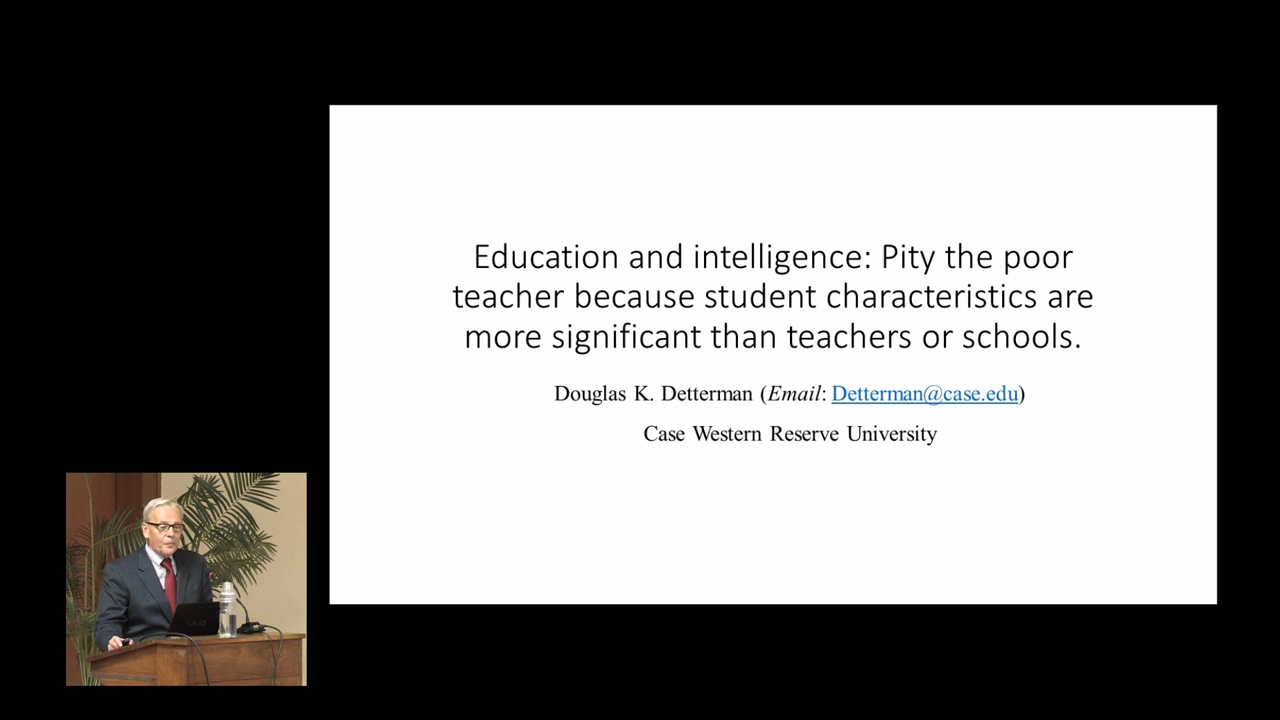 Education and intelligence: Pity the poor
teacher because student characteristics are
more significant than teachers or schools.
Douglas K. Detterman (Email: Detterman@case.edu)
Case Western Reserve University